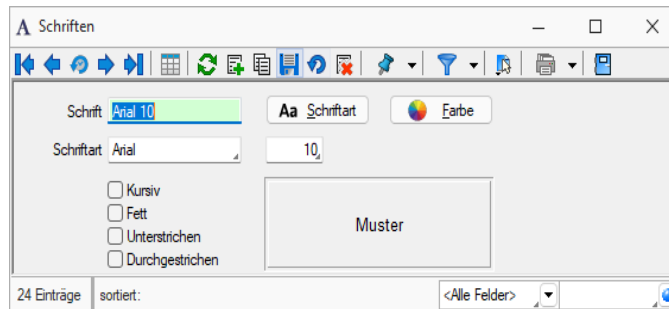 A Schriften
Schrift Arial 10 Aa Schriftart Farbe
Schriftart Arial 10
Kursiv
Fett
Unterstrichen
Durchgestrichen
Muster
24 Einträge sortiert: <Alle Felder>